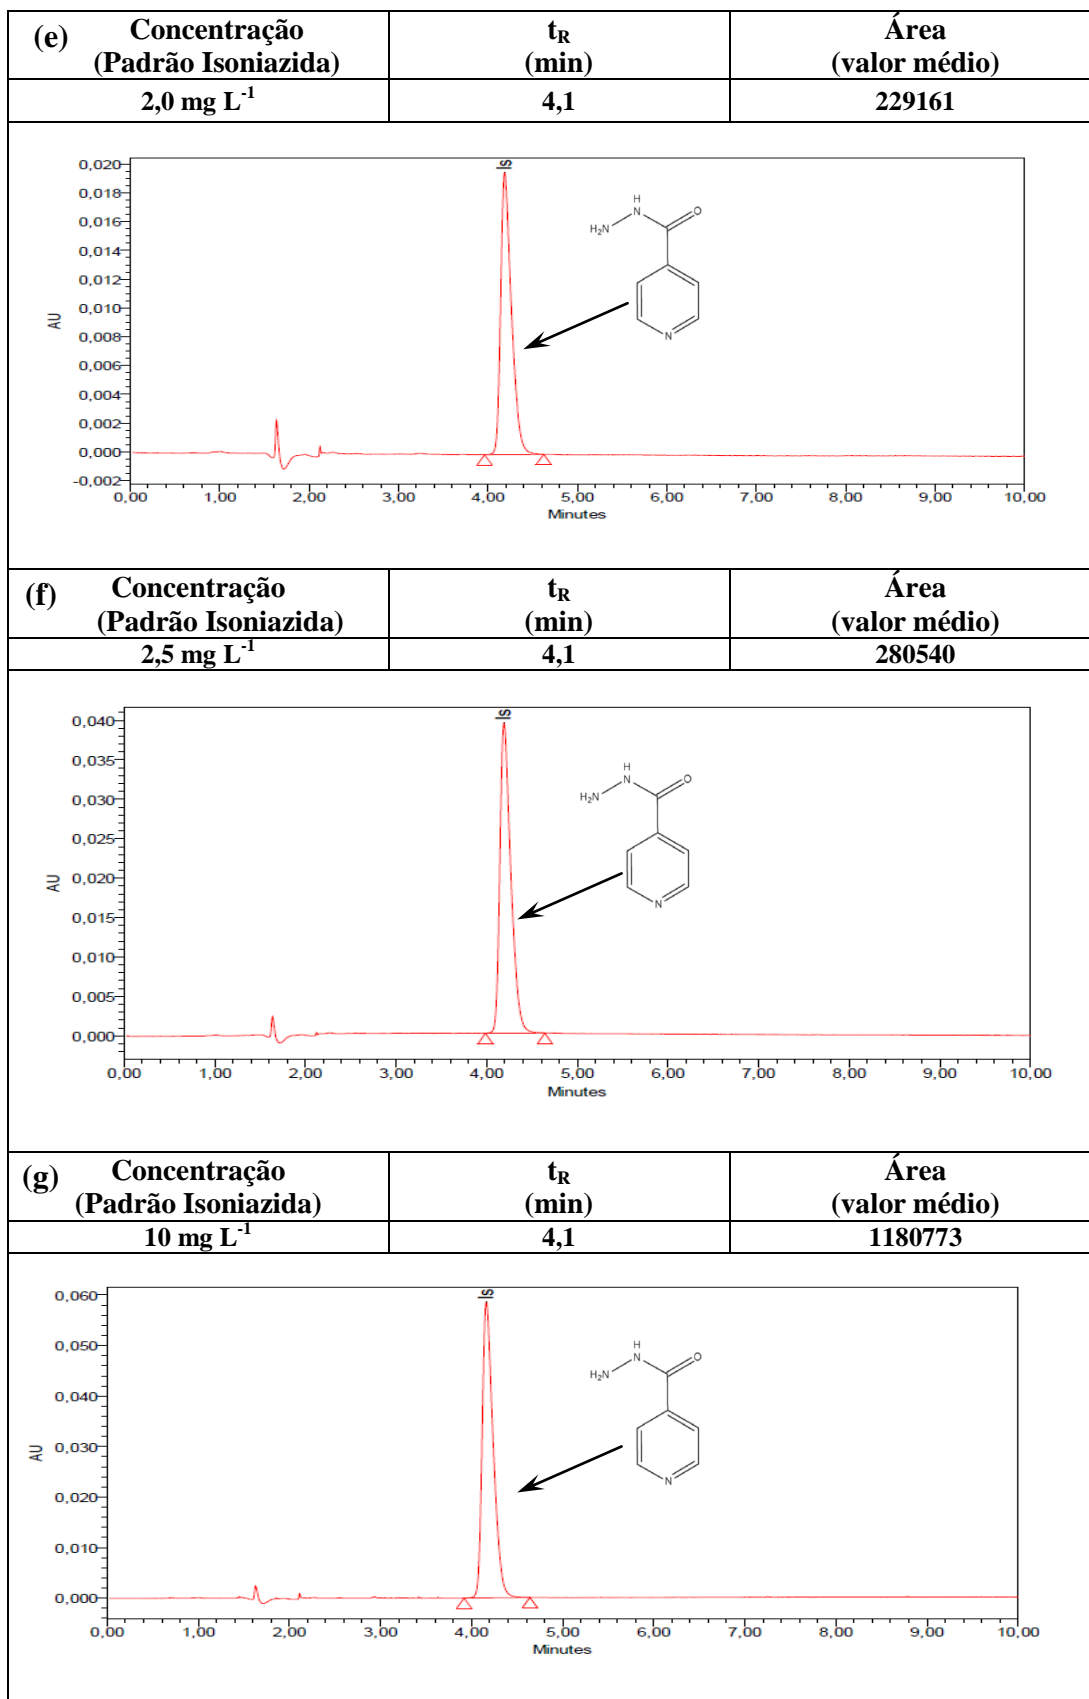 (e) Concentração (Padrão Isoniazida) t_R (min) Área (valor médio)
2,0 mg L⁻¹ 4,1 229161
0,020
0,018
0,016
0,014
0,012
0,010
0,008
0,006
0,004
0,002
0,000
-0,002
AU
Is
H
N
H₂N
O
N
0,00 1,00 2,00 3,00 4,00 5,00 6,00 7,00 8,00 9,00 10,00
Minutes
(f) Concentração (Padrão Isoniazida) t_R (min) Área (valor médio)
2,5 mg L⁻¹ 4,1 280540
0,040
0,035
0,030
0,025
0,020
0,015
0,010
0,005
0,000
AU
Is
H
N
H₂N
O
N
0,00 1,00 2,00 3,00 4,00 5,00 6,00 7,00 8,00 9,00 10,00
Minutes
(g) Concentração (Padrão Isoniazida) t_R (min) Área (valor médio)
10 mg L⁻¹ 4,1 1180773
0,060
0,050
0,040
0,030
0,020
0,010
0,000
AU
Is
H
N
H₂N
O
N
0,00 1,00 2,00 3,00 4,00 5,00 6,00 7,00 8,00 9,00 10,00
Minutes